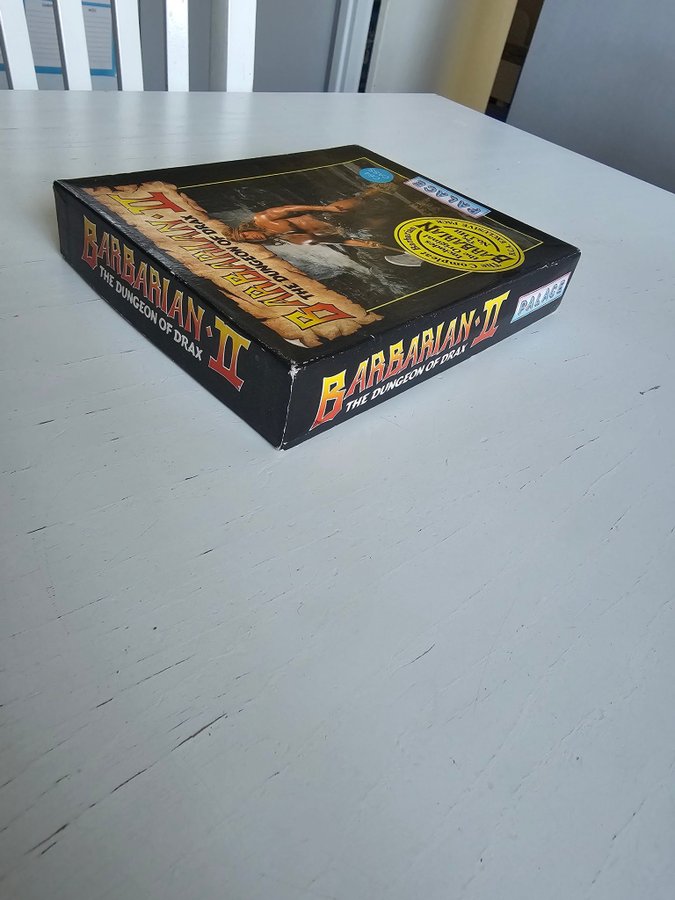 BARBARIAN · II
THE DUNGEON OF DRAX
PALACE
BARBARIAN · II
THE DUNGEON OF DRAX
BARBARIAN · II
THE DUNGEON OF DRAX
PALACE
BARBARIAN